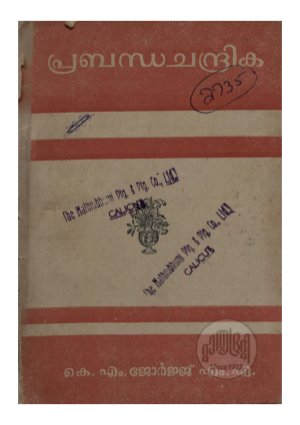 പ്രബന്ധചന്ദ്രിക
2735
The Mathrubhumi Ptg. & Pbg. Co., Ltd
CALICUT
The Mathrubhumi Ptg. & Pbg. Co., Ltd
CALICUT
കെ. എം. ജോർജ്ജ് എം. ഏ.